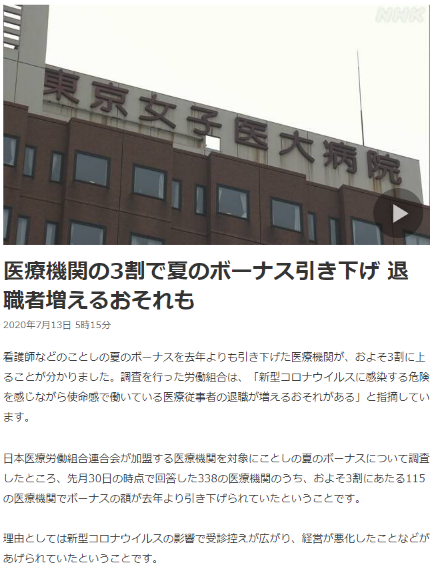 NHK
東京女子医大病院
医療機関の3割で夏のボーナス引き下げ 退
職者増えるおそれも
2020年7月13日 5時15分
看護師などのことしの夏のボーナスを去年よりも引き下げた医療機関が、およそ3割に上
ることが分かりました。調査を行った労働組合は、「新型コロナウイルスに感染する危険
を感じながら使命感で働いている医療従事者の退職が増えるおそれがある」と指摘してい
ます。
日本医療労働組合連合会が加盟する医療機関を対象にことしの夏のボーナスについて調査
したところ、先月30日の時点で回答した338の医療機関のうち、およそ3割にあたる115
の医療機関でボーナスの額が去年より引き下げられていたということです。
理由としては新型コロナウイルスの影響で受診控えが広がり、経営が悪化したことなどが
あげられていたということです。